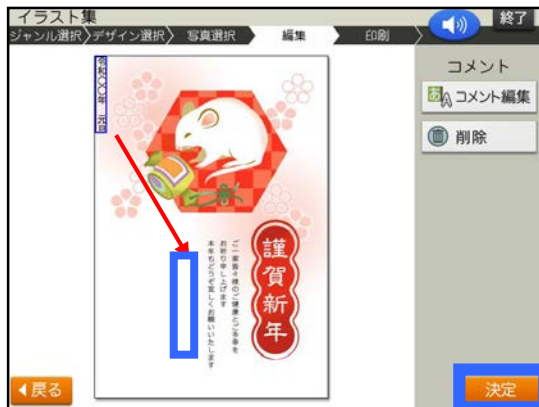 イラスト集
終了
ジャンル選択〉デザイン選択〉 写真選択 編集 印刷
コメント
あA コメント編集
削除
令和〇〇年 元旦
謹賀新年
ご一家皆々様のご健康とご多幸を
お祈り申し上げます
本年もどうぞ宜しくお願いいたします
戻る
決定